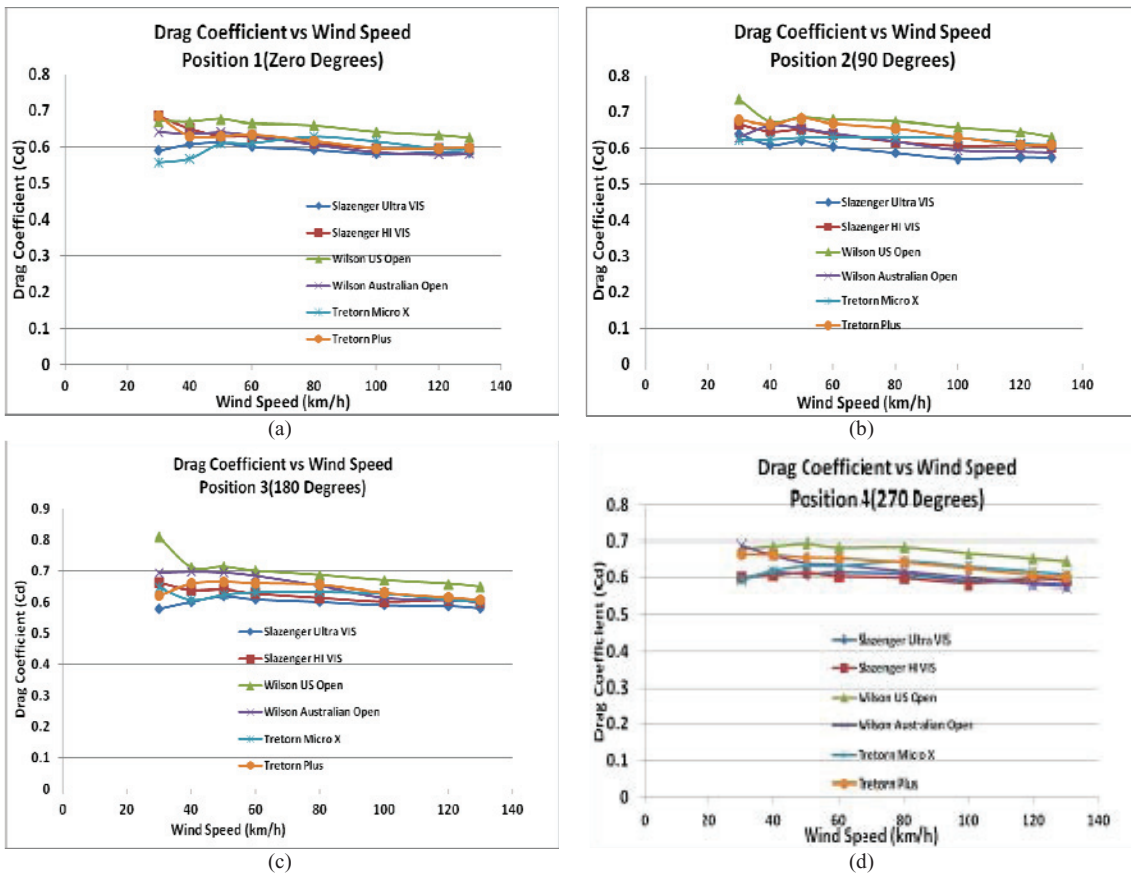 Drag Coefficient vs Wind Speed
Position 1(Zero Degrees)
Drag Coefficient (Cd)
0.8
0.7
0.6
0.5
0.4
0.3
0.2
0.1
0
Slazenger Ultra VIS
Slazenger HI VIS
Wilson US Open
Wilson Australian Open
Tretorn Micro X
Tretorn Plus
0 20 40 60 80 100 120 140
Wind Speed (km/h)
(a)
Drag Coefficient vs Wind Speed
Position 2(90 Degrees)
Drag Coefficient (Cd)
0.8
0.7
0.6
0.5
0.4
0.3
0.2
0.1
0
Slazenger Ultra VIS
Slazenger HI VIS
Wilson US Open
Wilson Australian Open
Tretorn Micro X
Tretorn Plus
0 20 40 60 80 100 120 140
Wind Speed (km/h)
(b)
Drag Coefficient vs Wind Speed
Position 3(180 Degrees)
Drag Coefficient (Cd)
0.9
0.8
0.7
0.6
0.5
0.4
0.3
0.2
0.1
0
Slazenger Ultra VIS
Slazenger HI VIS
Wilson US Open
Wilson Australian Open
Tretorn Micro X
Tretorn Plus
0 20 40 60 80 100 120 140
Wind Speed (km/h)
(c)
Drag Coefficient vs Wind Speed
Position 4(270 Degrees)
Drag Coefficient (Cd)
0.8
0.7
0.6
0.5
0.4
0.3
0.2
0.1
0
Slazenger Ultra VIS
Slazenger HI VIS
Wilson US Open
Wilson Australian Open
Tretorn Micro X
Tretorn Plus
0 20 40 60 80 100 120 140
Wind Speed (km/h)
(d)